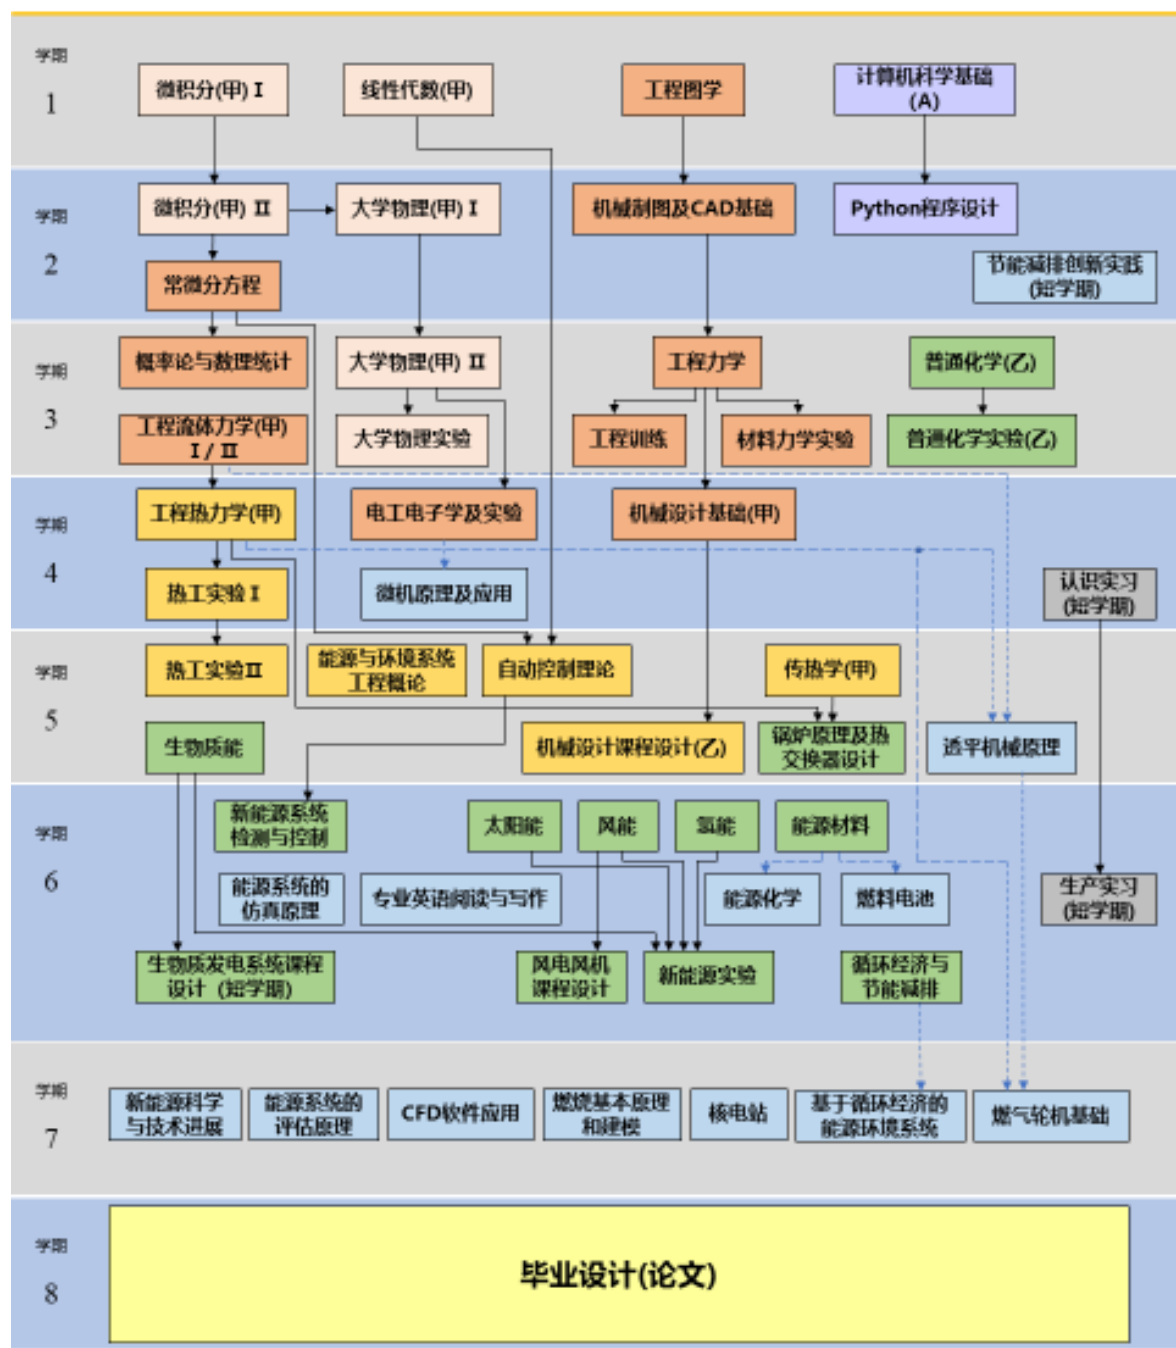 学期
1
微积分(甲) I
线性代数(甲)
工程图学
计算机科学基础
(A)
学期
2
微积分(甲) II
大学物理(甲) I
机械制图及CAD基础
Python程序设计
常微分方程
节能减排创新实践
(短学期)
学期
3
概率论与数理统计
大学物理(甲) II
工程力学
普通化学(乙)
工程流体力学(甲)
I / II
大学物理实验
工程训练
材料力学实验
普通化学实验(乙)
学期
4
工程热力学(甲)
电工电子学及实验
机械设计基础(甲)
热工实验 I
微机原理及应用
认识实习
(短学期)
学期
5
热工实验II
能源与环境系统
工程概论
自动控制理论
传热学(甲)
生物质能
机械设计课程设计(乙)
锅炉原理及热
交换器设计
透平机械原理
学期
6
新能源系统
检测与控制
太阳能
风能
氢能
能源材料
能源系统的
仿真原理
专业英语阅读与写作
能源化学
燃料电池
生产实习
(短学期)
生物质发电系统课程
设计（短学期）
风电风机
课程设计
新能源实验
循环经济与
节能减排
学期
7
新能源科学
与技术进展
能源系统的
评估原理
CFD软件应用
燃烧基本原理
和建模
核电站
基于循环经济的
能源环境系统
燃气轮机基础
学期
8
毕业设计(论文)